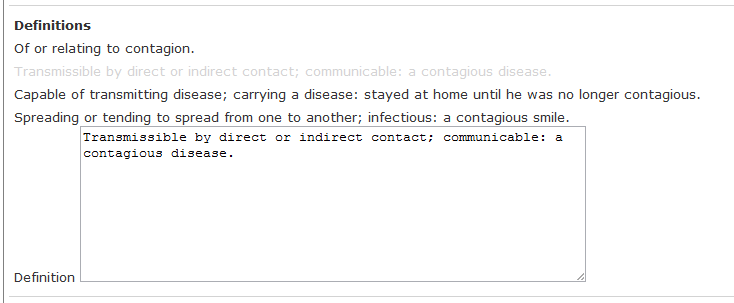 Definitions
Of or relating to contagion.
Transmissible by direct or indirect contact; communicable: a contagious disease.
Capable of transmitting disease; carrying a disease: stayed at home until he was no longer contagious.
Spreading or tending to spread from one to another; infectious: a contagious smile.
Transmissible by direct or indirect contact; communicable: a
contagious disease.
Definition